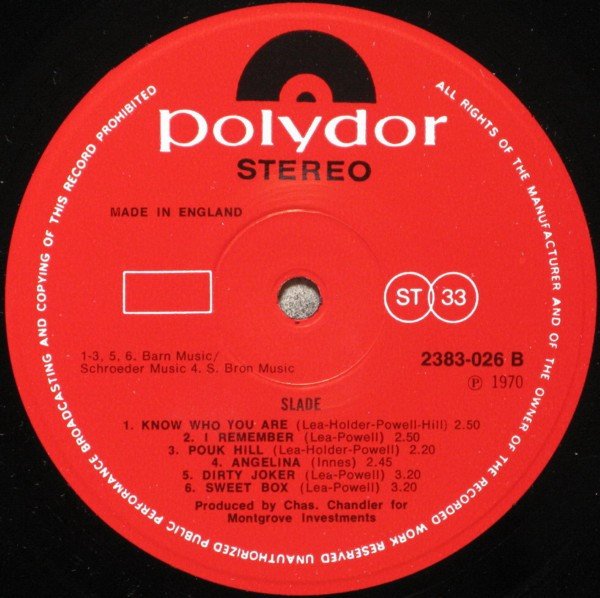 polydor
STEREO
MADE IN ENGLAND
ST 33
1-3, 5, 6. Barn Music/
Schroeder Music 4. S. Bron Music
2383-026 B
Ⓟ 1970
SLADE
1. KNOW WHO YOU ARE (Lea-Holder-Powell-Hill) 2.50
2. I REMEMBER (Lea-Powell) 2.50
3. POUK HILL (Lea-Holder-Powell) 2.20
4. ANGELINA (Innes) 2.45
5. DIRTY JOKER (Lea-Powell) 3.20
6. SWEET BOX (Lea-Powell) 3.20
Produced by Chas. Chandler for
Montgrove Investments
ALL RIGHTS OF THE MANUFACTURER AND OF THE OWNER OF THE RECORDED WORK RESERVED UNAUTHORIZED PUBLIC PERFORMANCE BROADCASTING AND COPYING OF THIS RECORD PROHIBITED